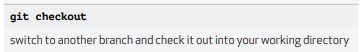 git checkout
switch to another branch and check it out into your working directory